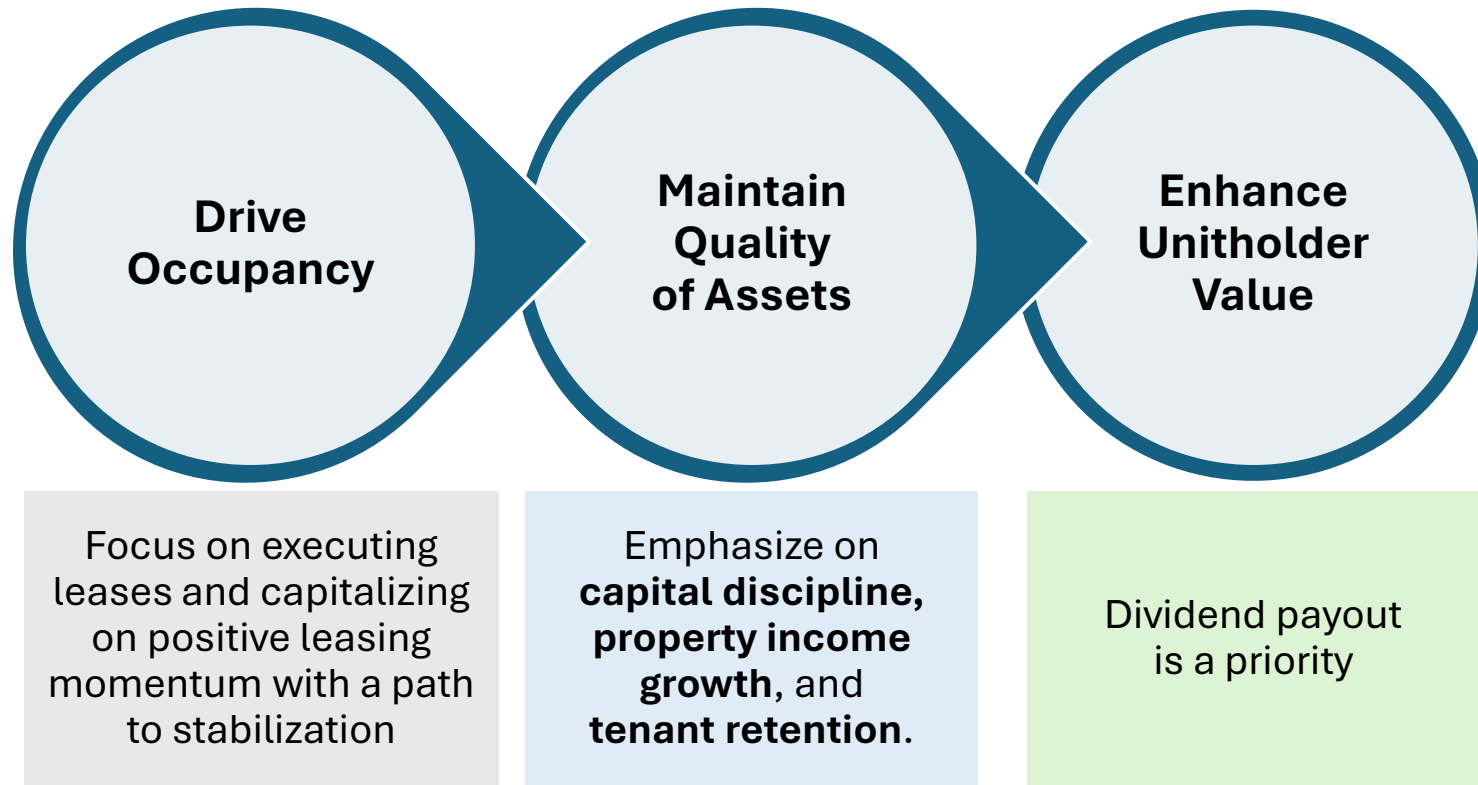 Drive
Occupancy
Maintain
Quality
of Assets
Enhance
Unitholder
Value
Focus on executing
leases and capitalizing
on positive leasing
momentum with a path
to stabilization
Emphasize on
capital discipline,
property income
growth, and
tenant retention.
Dividend payout
is a priority